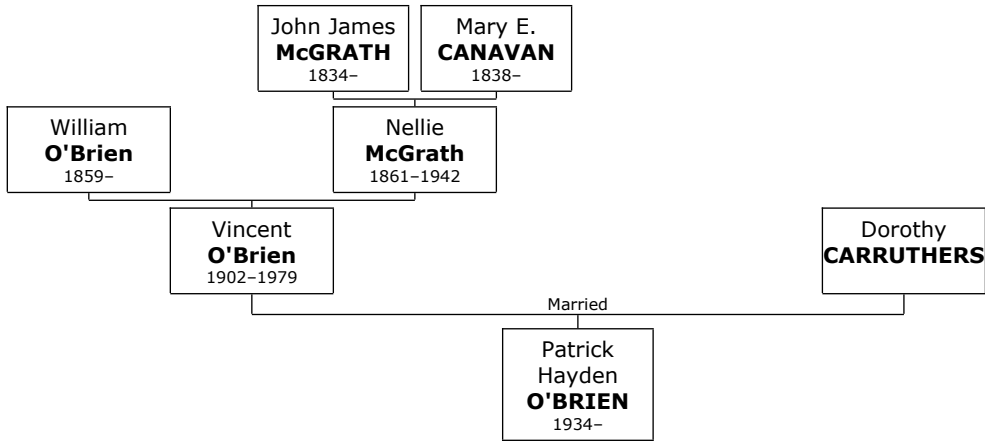 John James
McGRATH
1834–
Mary E.
CANAVAN
1838–
William
O'Brien
1859–
Nellie
McGrath
1861–1942
Vincent
O'Brien
1902–1979
Dorothy
CARRUTHERS
Married
Patrick
Hayden
O'BRIEN
1934–